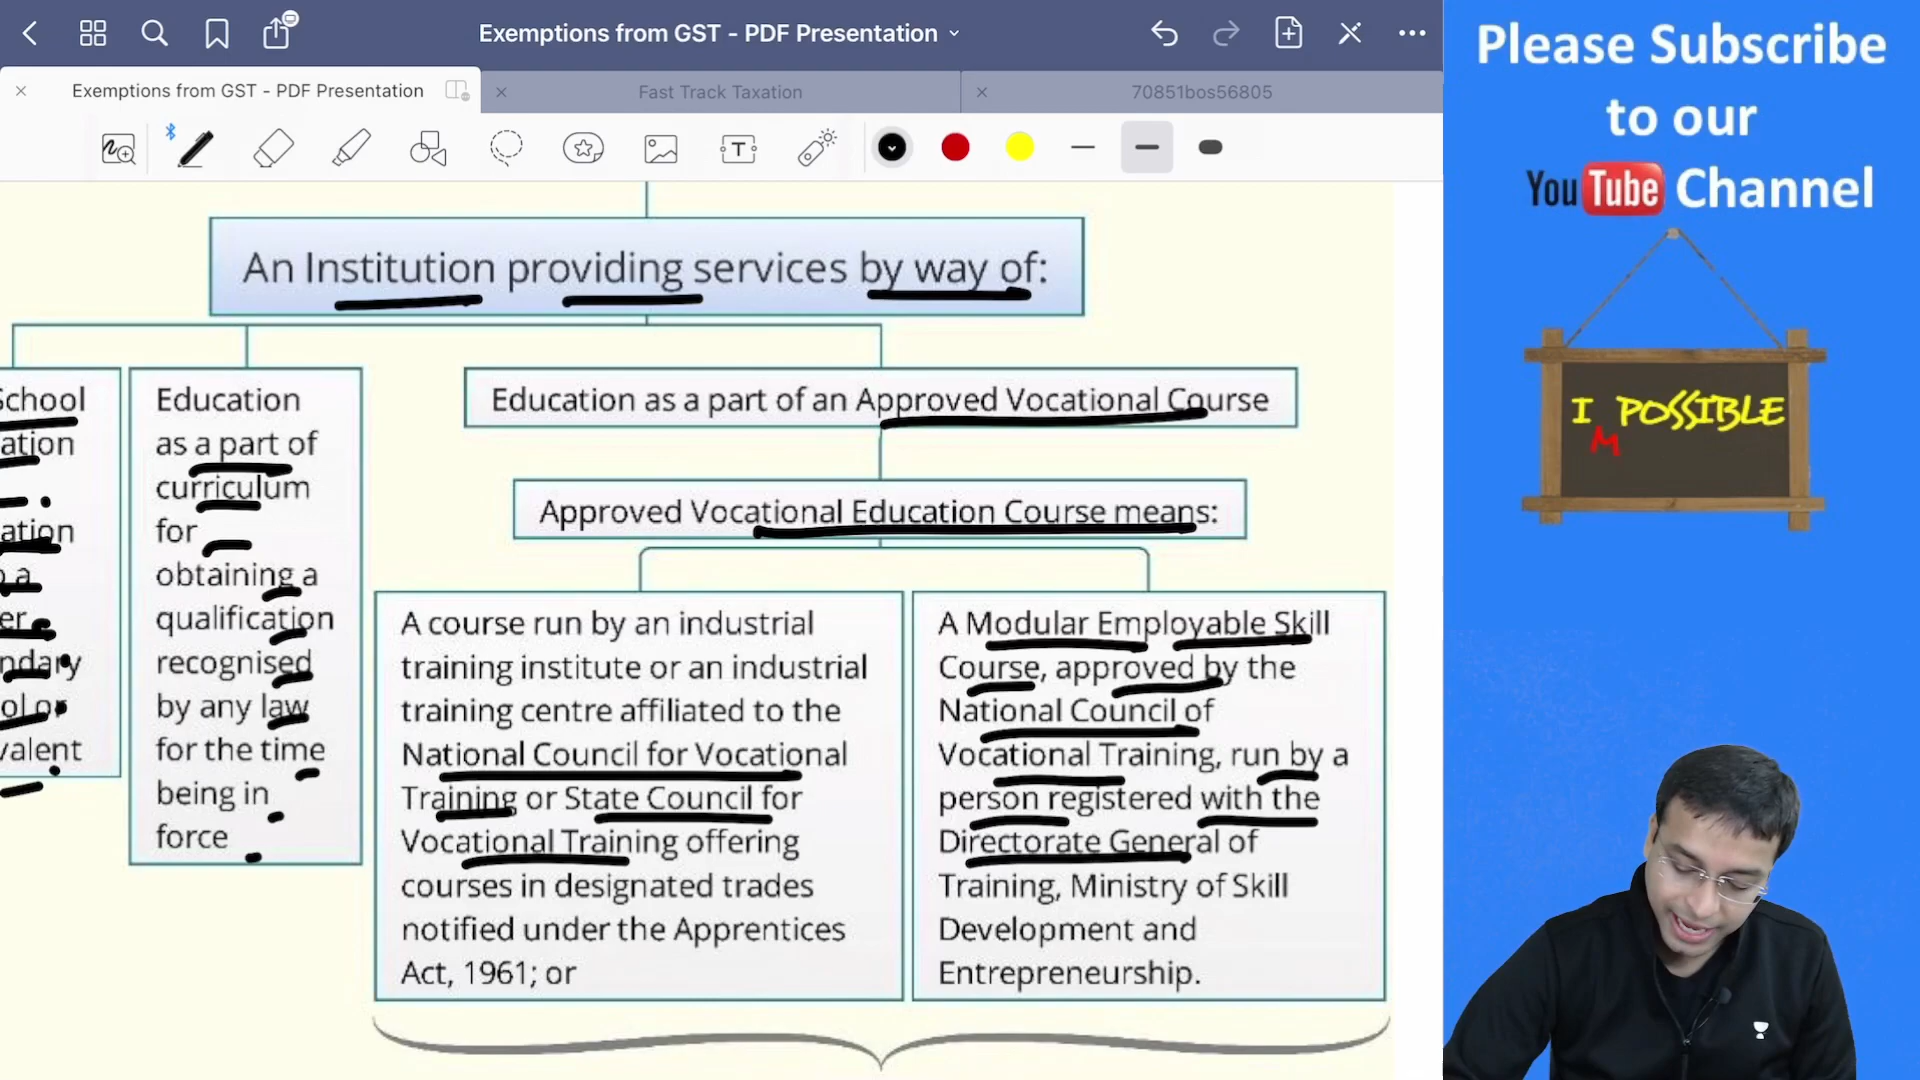 Exemptions from GST - PDF Presentation
Exemptions from GST - PDF Presentation
Fast Track Taxation
70851bos56805
T
An Institution providing services by way of:
chool
ation
ation
a
er
ndary
ol or
valent
Education
as a part of
curriculum
for
obtaining a
qualification
recognised
by any law
for the time
being in
force
Education as a part of an Approved Vocational Course
Approved Vocational Education Course means:
A course run by an industrial
training institute or an industrial
training centre affiliated to the
National Council for Vocational
Training or State Council for
Vocational Training offering
courses in designated trades
notified under the Apprentices
Act, 1961; or
A Modular Employable Skill
Course, approved by the
National Council of
Vocational Training, run by a
person registered with the
Directorate General of
Training, Ministry of Skill
Development and
Entrepreneurship.
Please Subscribe
to our
YouTube Channel
I POSSIBLE
M